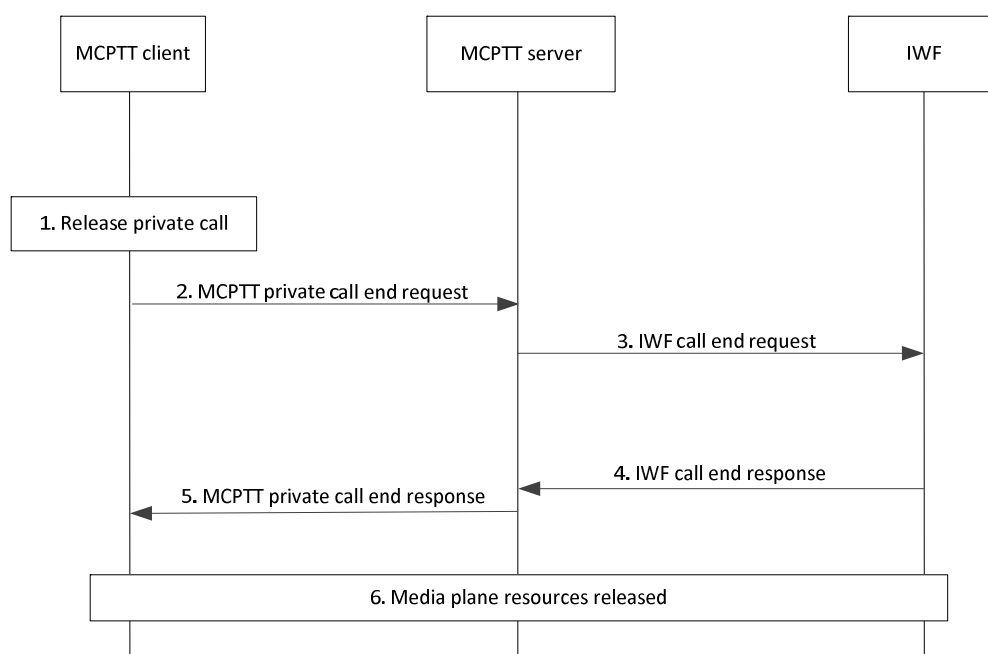 MCPTT client
MCPTT server
IWF
1. Release private call
2. MCPTT private call end request
3. IWF call end request
4. IWF call end response
5. MCPTT private call end response
6. Media plane resources released